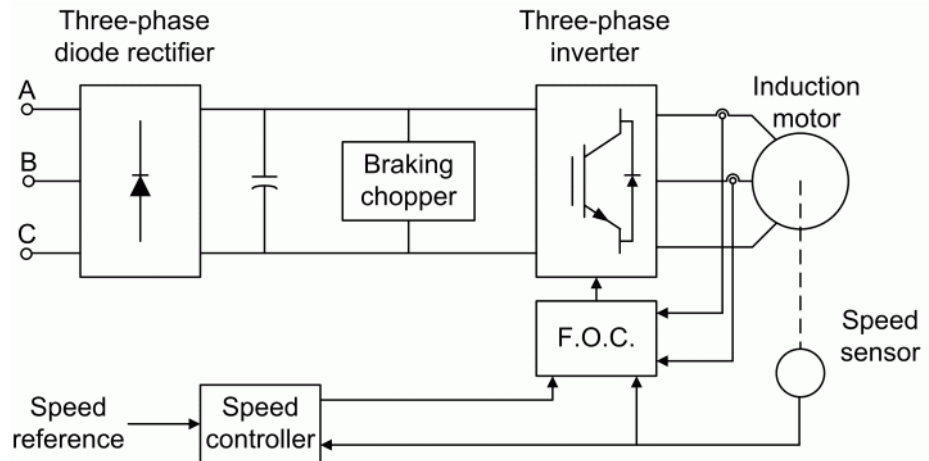 Three-phase
diode rectifier
Three-phase
inverter
A
B
C
Braking
chopper
Induction
motor
F.O.C.
Speed
sensor
Speed
reference
Speed
controller